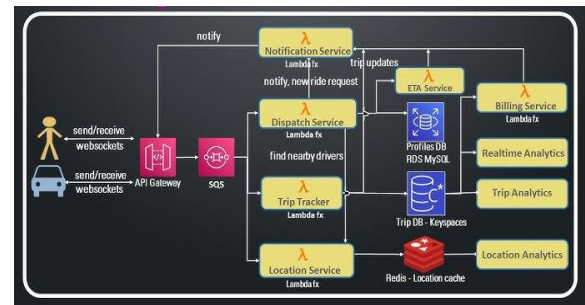 notify
Notification Service
Lambda fx
trip updates
notify, new ride request
ETA Service
Billing Service
Lambda fx
Dispatch Service
Lambda fx
send/receive
websockets
Profiles DB
RDS MySQL
find nearby drivers
Realtime Analytics
send/receive
websockets
API Gateway
SQS
Trip Tracker
Lambda fx
C*
Trip DB - Keyspaces
Trip Analytics
Location Service
Lambda fx
Redis - Location cache
Location Analytics